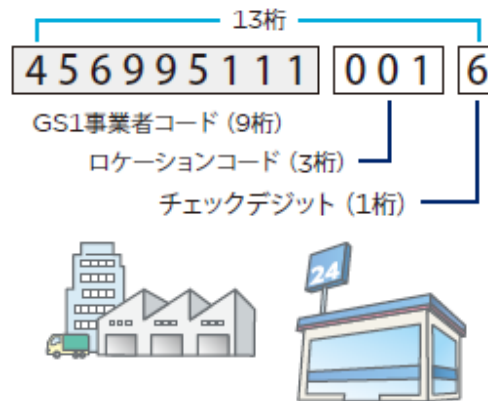 13桁
456995111 001 6
GS1事業者コード（9桁）
ロケーションコード（3桁）
チェックデジット（1桁）
24